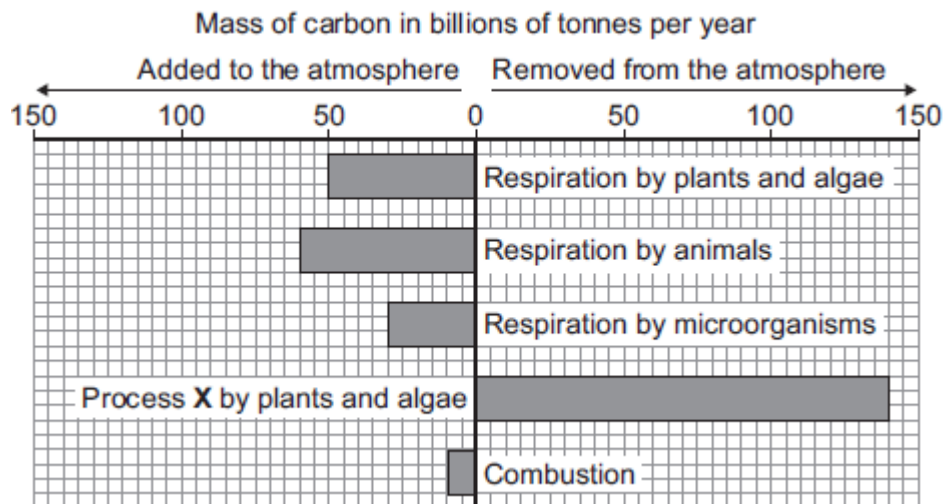 Mass of carbon in billions of tonnes per year
Added to the atmosphere Removed from the atmosphere
150 100 50 0 50 100 150
Respiration by plants and algae
Respiration by animals
Respiration by microorganisms
Process X by plants and algae
Combustion